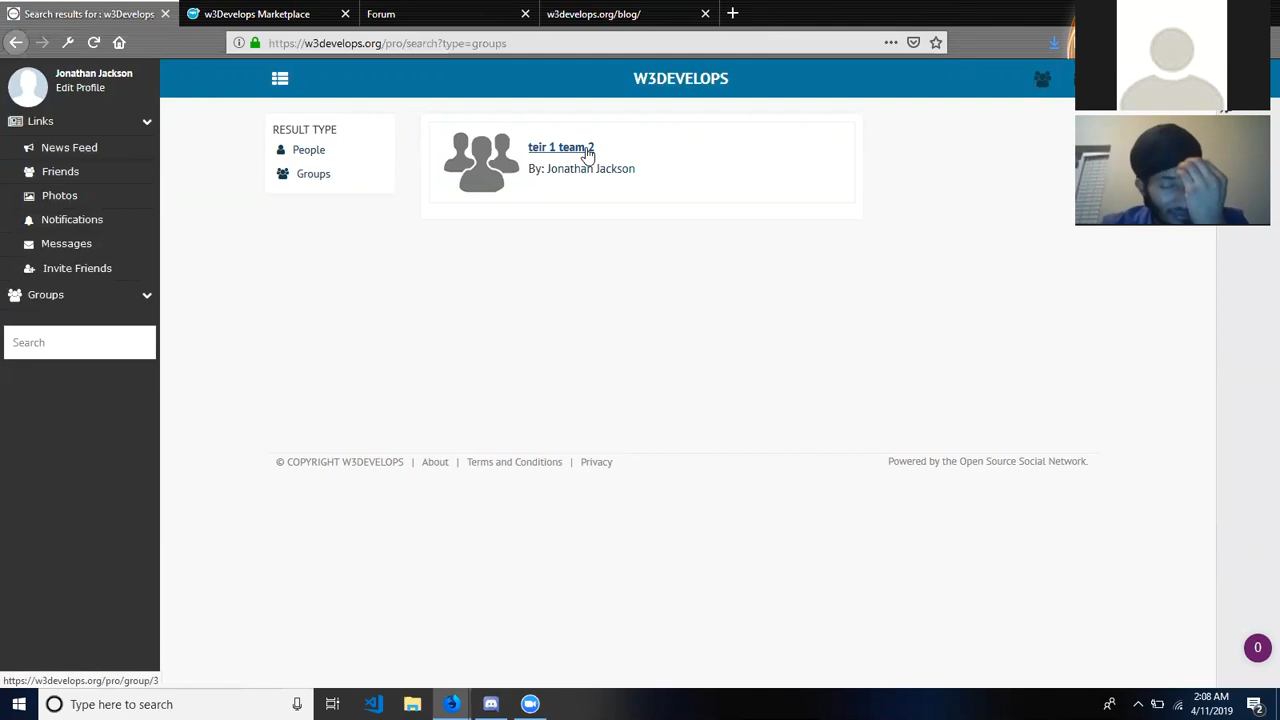 Search results for : w3Develops
w3Develops Marketplace
Forum
w3develops.org/blog/
https://w3develops.org/pro/search?type=groups
Jonathan Jackson
Edit Profile
Links
News Feed
Friends
Photos
Notifications
Messages
Invite Friends
Groups
Search
W3DEVELOPS
RESULT TYPE
People
Groups
teir 1 team 2
By: Jonathan Jackson
© COPYRIGHT W3DEVELOPS | About | Terms and Conditions | Privacy
Powered by the Open Source Social Network.
0
https://w3develops.org/pro/group/3
Type here to search
2:08 AM
4/11/2019
2